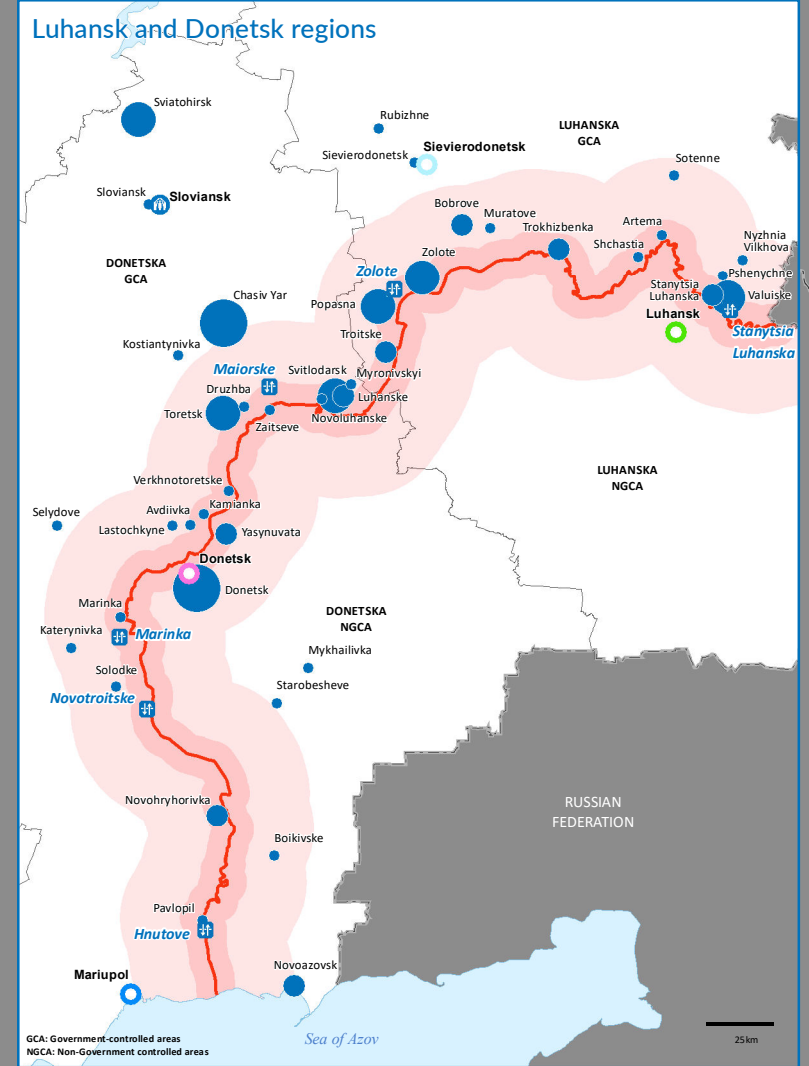 Luhansk and Donetsk regions
Sviatohirsk
Rubizhne
LUHANSKA
GCA
Sievierodonetsk
Sievierodonetsk
Sotenne
Sloviansk
Sloviansk
Bobrove
Muratove
Artema
Trokhizbenka
Nyzhnia
Vilkhova
Shchastia
DONETSKA
GCA
Zolote
Zolote
Pshenychne
Stanytsia
Luhanska
Valuiske
Chasiv Yar
Popasna
Luhansk
Stanytsia
Luhanska
Troitske
Kostiantynivka
Maiorske
Svitlodarsk
Myronivskyi
Druzhba
Luhanske
Toretsk
Novoluhanske
Zaitseve
LUHANSKA
NGCA
Verkhnotoretske
Selydove
Avdiivka
Kamianka
Lastochkyne
Yasynuvata
Donetsk
Donetsk
Marinka
DONETSKA
NGCA
Katerynivka
Marinka
Mykhailivka
Solodke
Starobesheve
Novotroitske
Novohryhorivka
RUSSIAN
FEDERATION
Boikivske
Pavlopil
Hnutove
Mariupol
Novoazovsk
GCA: Government-controlled areas
NGCA: Non-Government controlled areas
Sea of Azov
25km